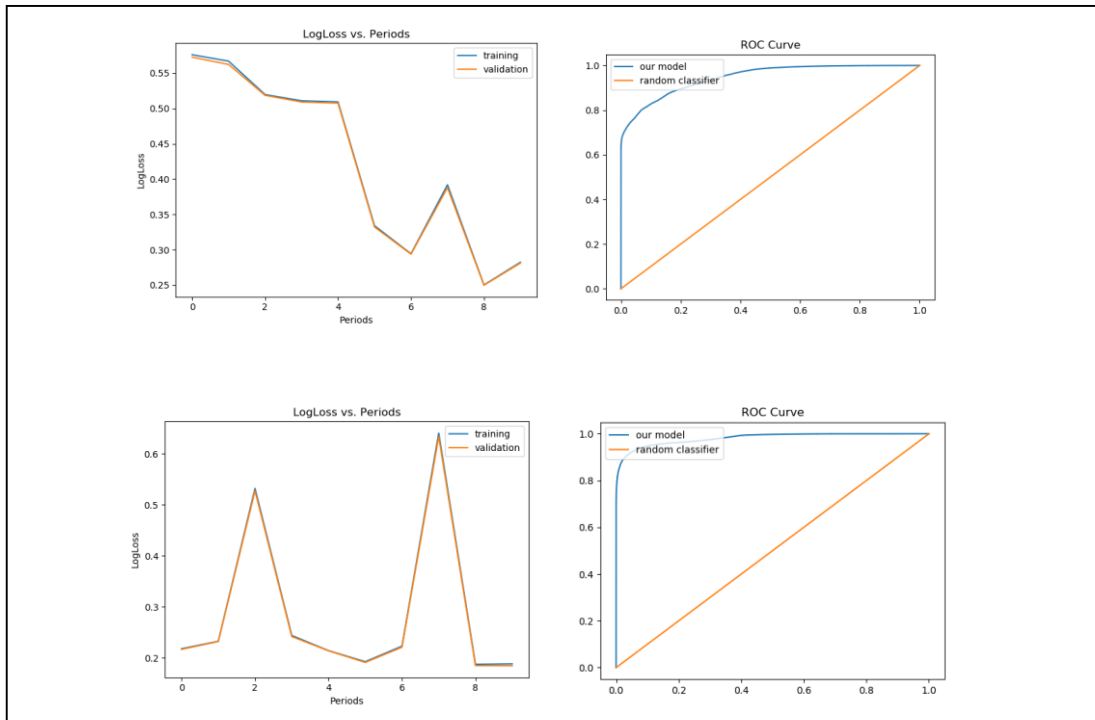 LogLoss vs. Periods
training
validation
0.55
0.50
0.45
0.40
0.35
0.30
0.25
LogLoss
0 2 4 6 8
Periods
ROC Curve
our model
random classifier
1.0
0.8
0.6
0.4
0.2
0.0
0.0 0.2 0.4 0.6 0.8 1.0
LogLoss vs. Periods
training
validation
0.6
0.5
0.4
0.3
0.2
LogLoss
0 2 4 6 8
Periods
ROC Curve
our model
random classifier
1.0
0.8
0.6
0.4
0.2
0.0
0.0 0.2 0.4 0.6 0.8 1.0